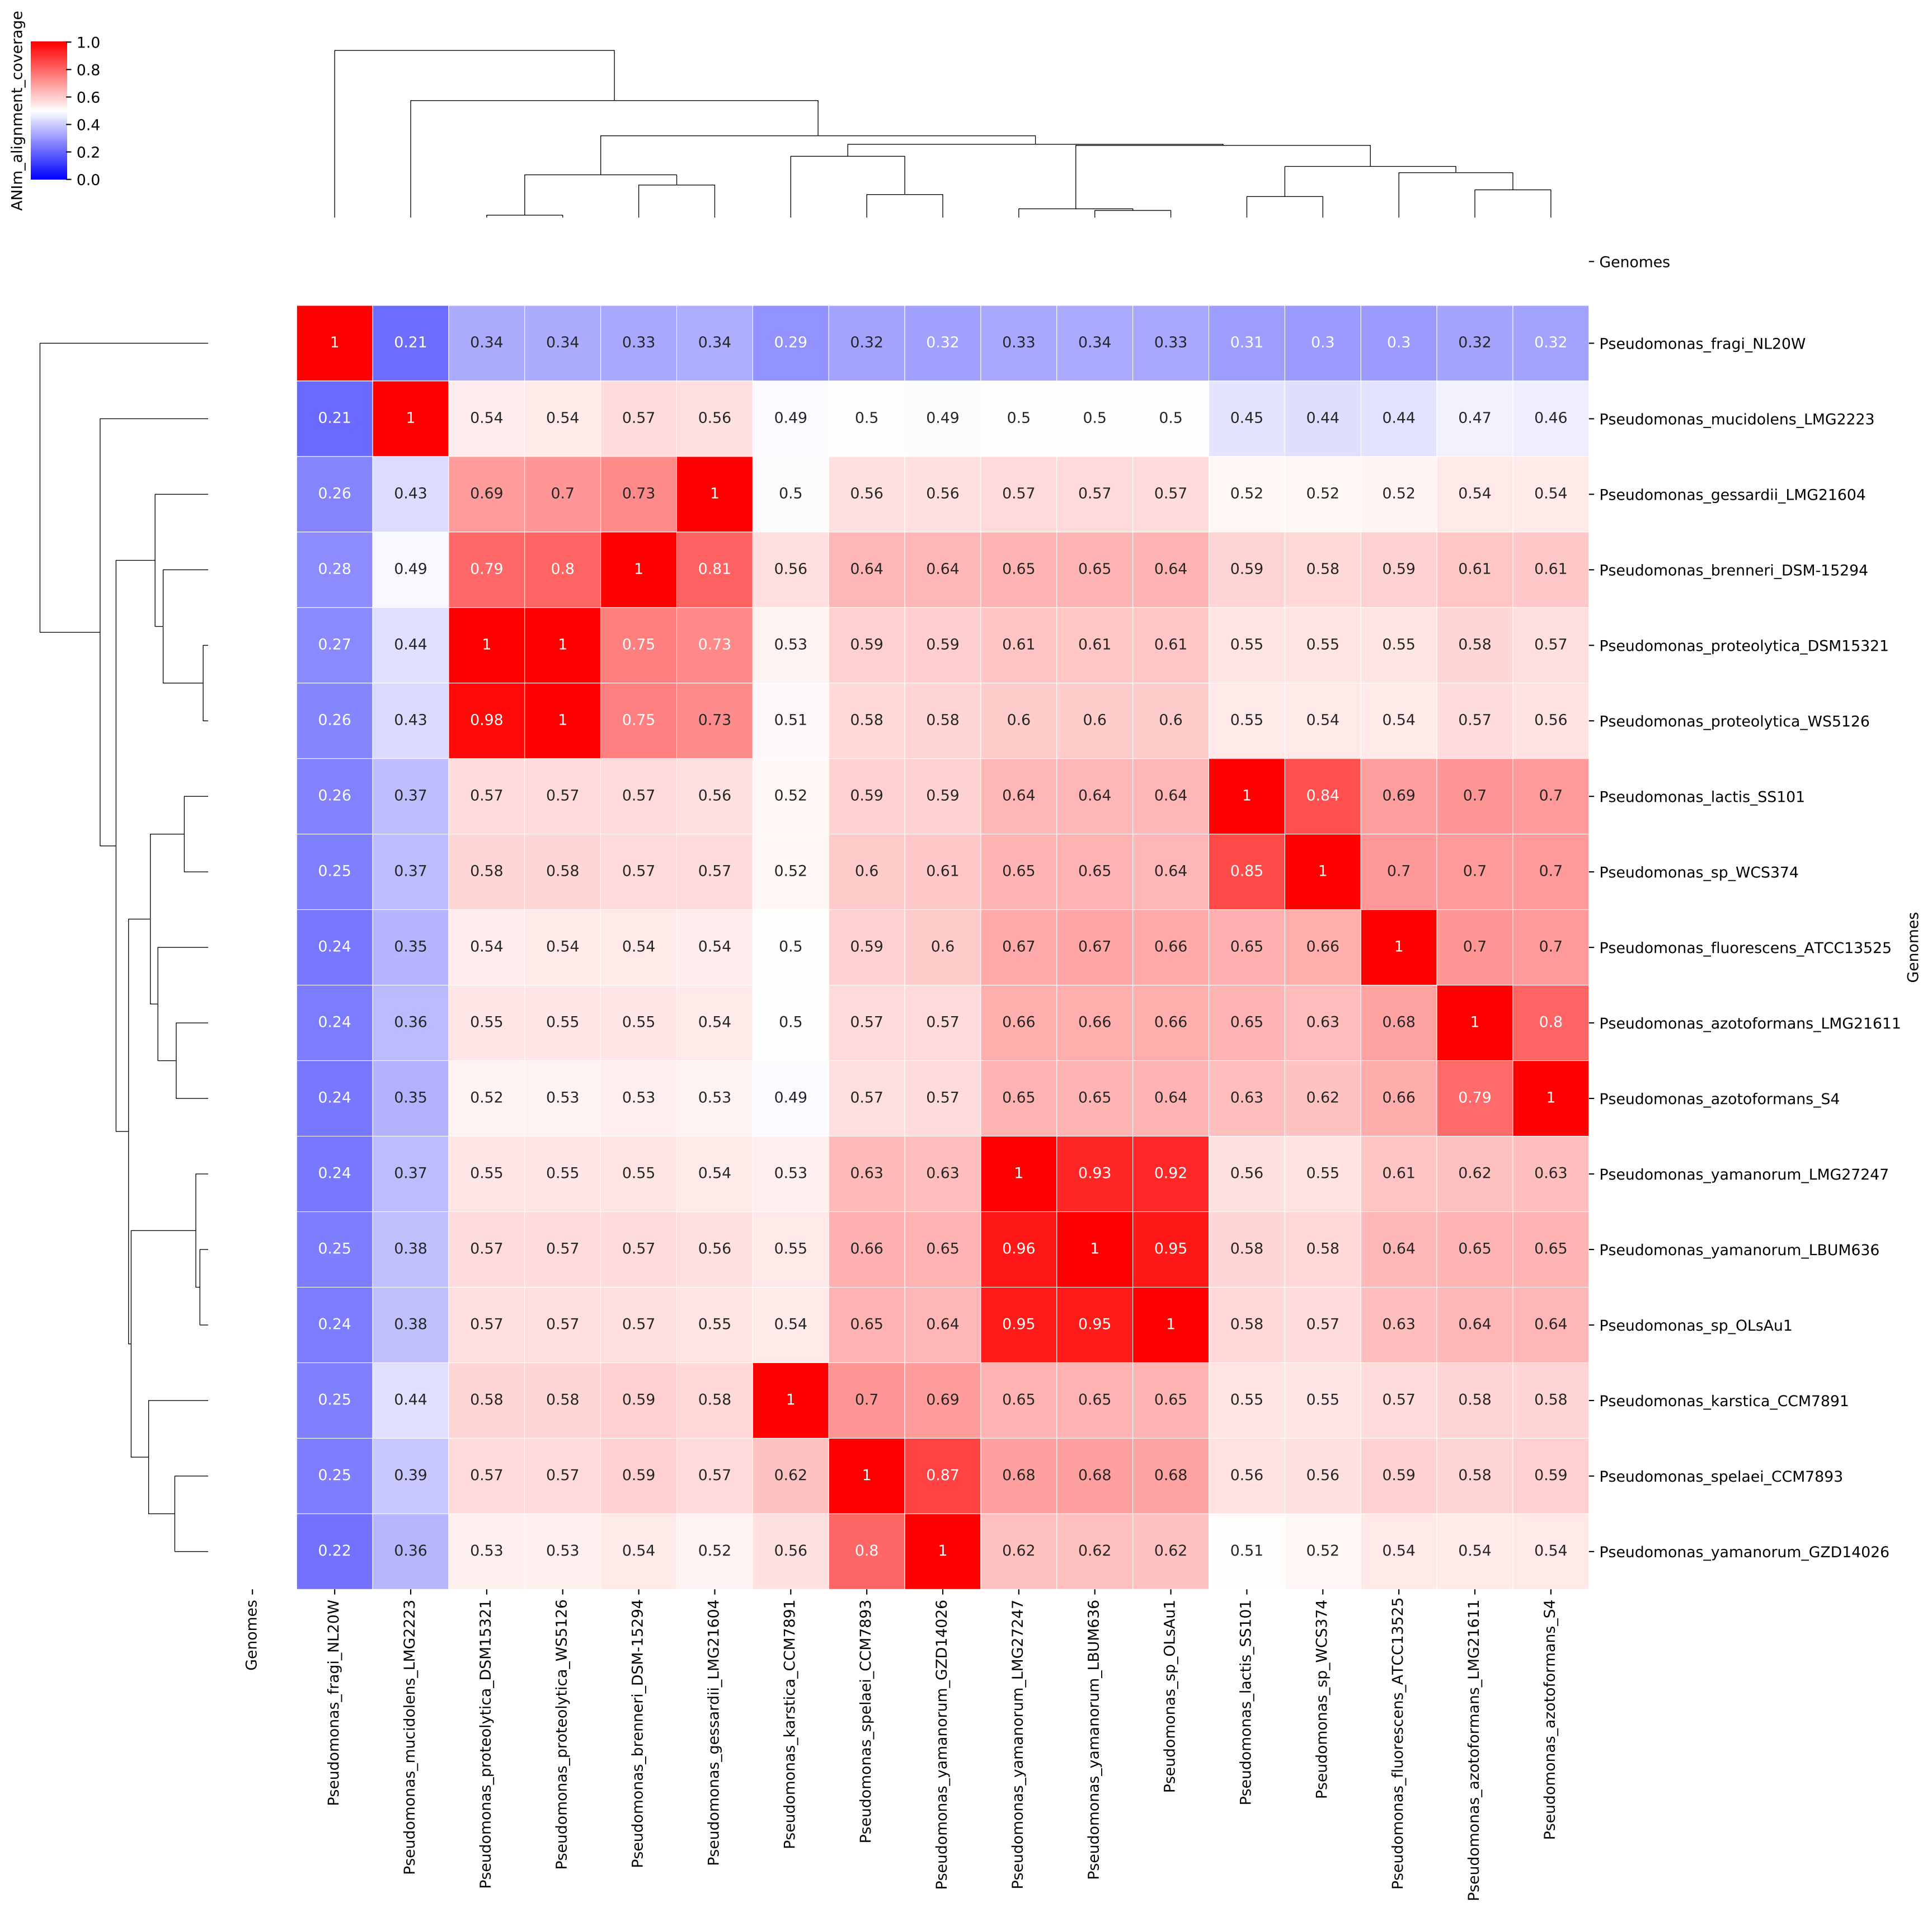 ANIm_alignment_coverage
1.0
0.8
0.6
0.4
0.2
0.0
Genomes
1 0.21 0.34 0.34 0.33 0.34 0.29 0.32 0.32 0.33 0.34 0.33 0.31 0.3 0.3 0.32 0.32 Pseudomonas_fragi_NL20W
0.21 1 0.54 0.54 0.57 0.56 0.49 0.5 0.49 0.5 0.5 0.5 0.45 0.44 0.44 0.47 0.46 Pseudomonas_mucidolens_LMG2223
0.26 0.43 0.69 0.7 0.73 1 0.5 0.56 0.56 0.57 0.57 0.57 0.52 0.52 0.52 0.54 0.54 Pseudomonas_gessardii_LMG21604
0.28 0.49 0.79 0.8 1 0.81 0.56 0.64 0.64 0.65 0.65 0.64 0.59 0.58 0.59 0.61 0.61 Pseudomonas_brenneri_DSM-15294
0.27 0.44 1 1 0.75 0.73 0.53 0.59 0.59 0.61 0.61 0.61 0.55 0.55 0.55 0.58 0.57 Pseudomonas_proteolytica_DSM15321
0.26 0.43 0.98 1 0.75 0.73 0.51 0.58 0.58 0.6 0.6 0.6 0.55 0.54 0.54 0.57 0.56 Pseudomonas_proteolytica_WS5126
0.26 0.37 0.57 0.57 0.57 0.56 0.52 0.59 0.59 0.64 0.64 0.64 1 0.84 0.69 0.7 0.7 Pseudomonas_lactis_SS101
0.25 0.37 0.58 0.58 0.57 0.57 0.52 0.6 0.61 0.65 0.65 0.64 0.85 1 0.7 0.7 0.7 Pseudomonas_sp_WCS374
0.24 0.35 0.54 0.54 0.54 0.54 0.5 0.59 0.6 0.67 0.67 0.66 0.65 0.66 1 0.7 0.7 Pseudomonas_fluorescens_ATCC13525
0.24 0.36 0.55 0.55 0.55 0.54 0.5 0.57 0.57 0.66 0.66 0.66 0.65 0.63 0.68 1 0.8 Pseudomonas_azotoformans_LMG21611
0.24 0.35 0.52 0.53 0.53 0.53 0.49 0.57 0.57 0.65 0.65 0.64 0.63 0.62 0.66 0.79 1 Pseudomonas_azotoformans_S4
0.24 0.37 0.55 0.55 0.55 0.54 0.53 0.63 0.63 1 0.93 0.92 0.56 0.55 0.61 0.62 0.63 Pseudomonas_yamanorum_LMG27247
0.25 0.38 0.57 0.57 0.57 0.56 0.55 0.66 0.65 0.96 1 0.95 0.58 0.58 0.64 0.65 0.65 Pseudomonas_yamanorum_LBUM636
0.24 0.38 0.57 0.57 0.57 0.55 0.54 0.65 0.64 0.95 0.95 1 0.58 0.57 0.63 0.64 0.64 Pseudomonas_sp_OLsAu1
0.25 0.44 0.58 0.58 0.59 0.58 1 0.7 0.69 0.65 0.65 0.65 0.55 0.55 0.57 0.58 0.58 Pseudomonas_karstica_CCM7891
0.25 0.39 0.57 0.57 0.59 0.57 0.62 1 0.87 0.68 0.68 0.68 0.56 0.56 0.59 0.58 0.59 Pseudomonas_spelaei_CCM7893
0.22 0.36 0.53 0.53 0.54 0.52 0.56 0.8 1 0.62 0.62 0.62 0.51 0.52 0.54 0.54 0.54 Pseudomonas_yamanorum_GZD14026
Genomes
Genomes
Pseudomonas_fragi_NL20W
Pseudomonas_mucidolens_LMG2223
Pseudomonas_proteolytica_DSM15321
Pseudomonas_proteolytica_WS5126
Pseudomonas_brenneri_DSM-15294
Pseudomonas_gessardii_LMG21604
Pseudomonas_karstica_CCM7891
Pseudomonas_spelaei_CCM7893
Pseudomonas_yamanorum_GZD14026
Pseudomonas_yamanorum_LMG27247
Pseudomonas_yamanorum_LBUM636
Pseudomonas_sp_OLsAu1
Pseudomonas_lactis_SS101
Pseudomonas_sp_WCS374
Pseudomonas_fluorescens_ATCC13525
Pseudomonas_azotoformans_LMG21611
Pseudomonas_azotoformans_S4